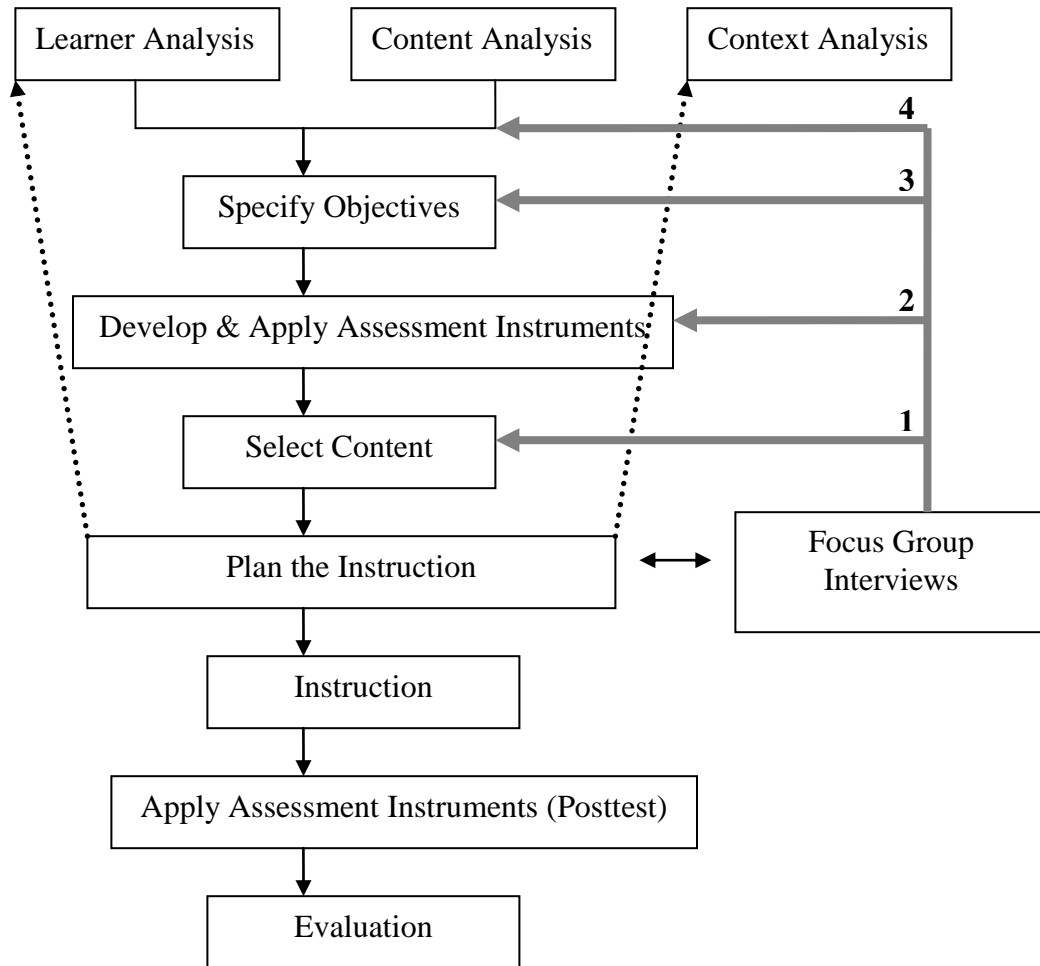 Learner Analysis
Content Analysis
Context Analysis
4
Specify Objectives
3
Develop & Apply Assessment Instruments
2
Select Content
1
Plan the Instruction
Focus Group
Interviews
Instruction
Apply Assessment Instruments (Posttest)
Evaluation